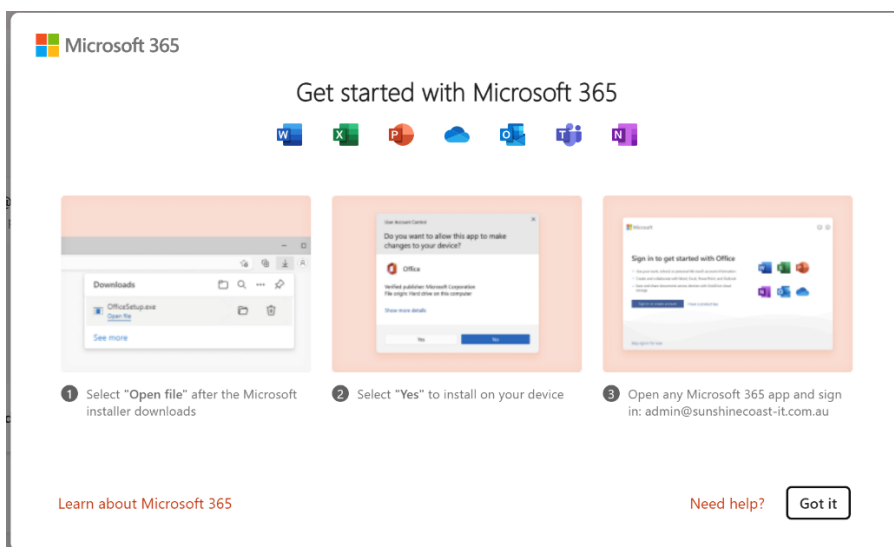 Microsoft 365
Get started with Microsoft 365
Downloads
OfficeSetup.exe
Open file
See more
1 Select "Open file" after the Microsoft
installer downloads
User Account Control
Do you want to allow this app to make
changes to your device?
Office
Verified publisher: Microsoft Corporation
File origin: Hard drive on this computer
Show more details
Yes
No
2 Select "Yes" to install on your device
Microsoft
Sign in to get started with Office
3 Open any Microsoft 365 app and sign
in: admin@sunshinecoast-it.com.au
Learn about Microsoft 365
Need help?
Got it